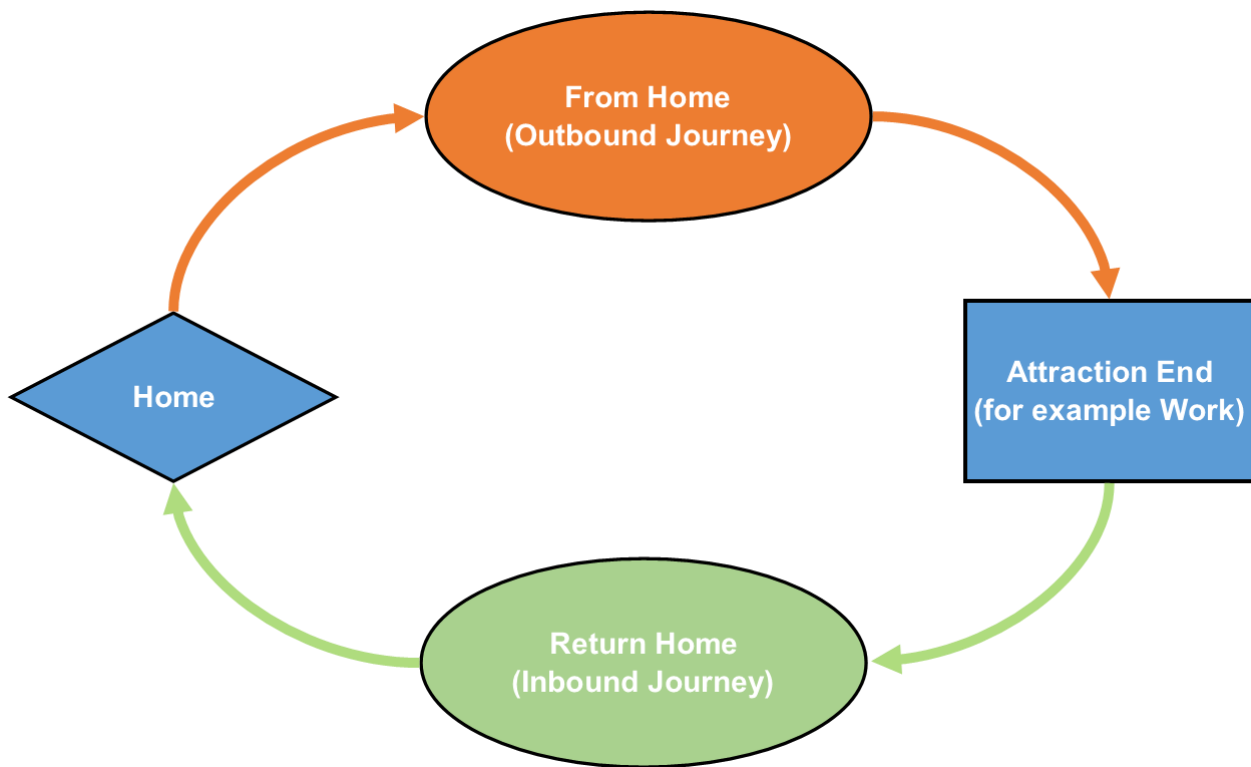 From Home
(Outbound Journey)
Home
Attraction End
(for example Work)
Return Home
(Inbound Journey)